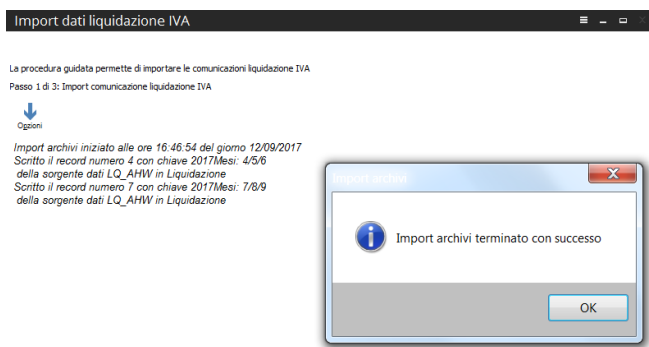 Import dati liquidazione IVA
La procedura guidata permette di importare le comunicazioni liquidazione IVA
Passo 1 di 3: Import comunicazione liquidazione IVA
Opzioni
Import archivi iniziato alle ore 16:46:54 del giorno 12/09/2017
Scritto il record numero 4 con chiave 2017Mesi: 4/5/6
della sorgente dati LQ_AHW in Liquidazione
Scritto il record numero 7 con chiave 2017Mesi: 7/8/9
della sorgente dati LQ_AHW in Liquidazione
Import archivi
Import archivi terminato con successo
OK